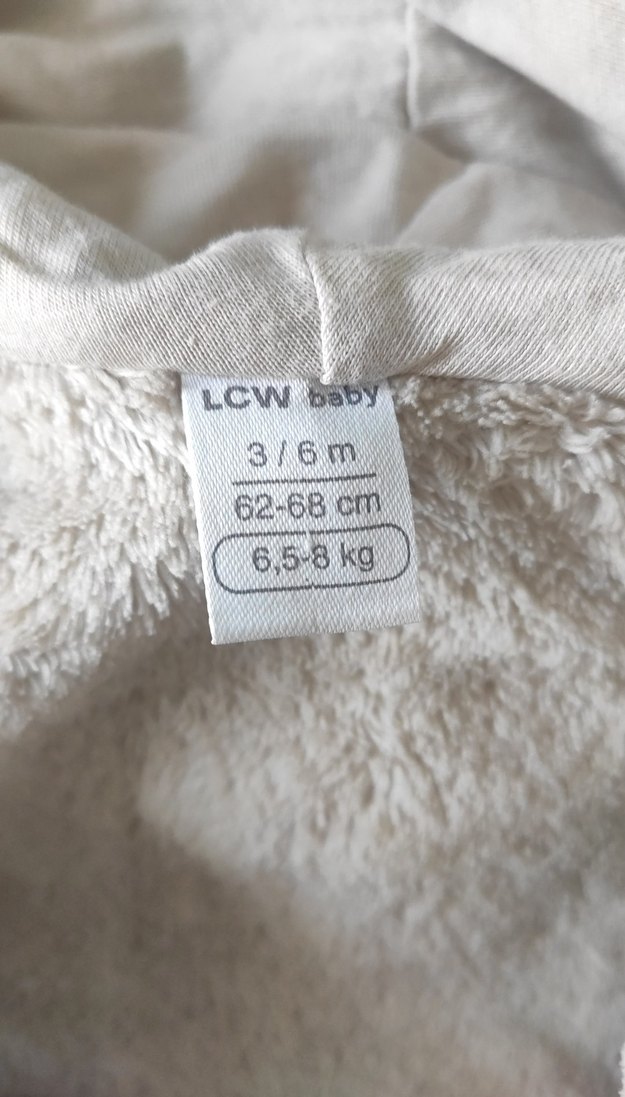 LCW baby
3 / 6 m
62-68 cm
6,5-8 kg